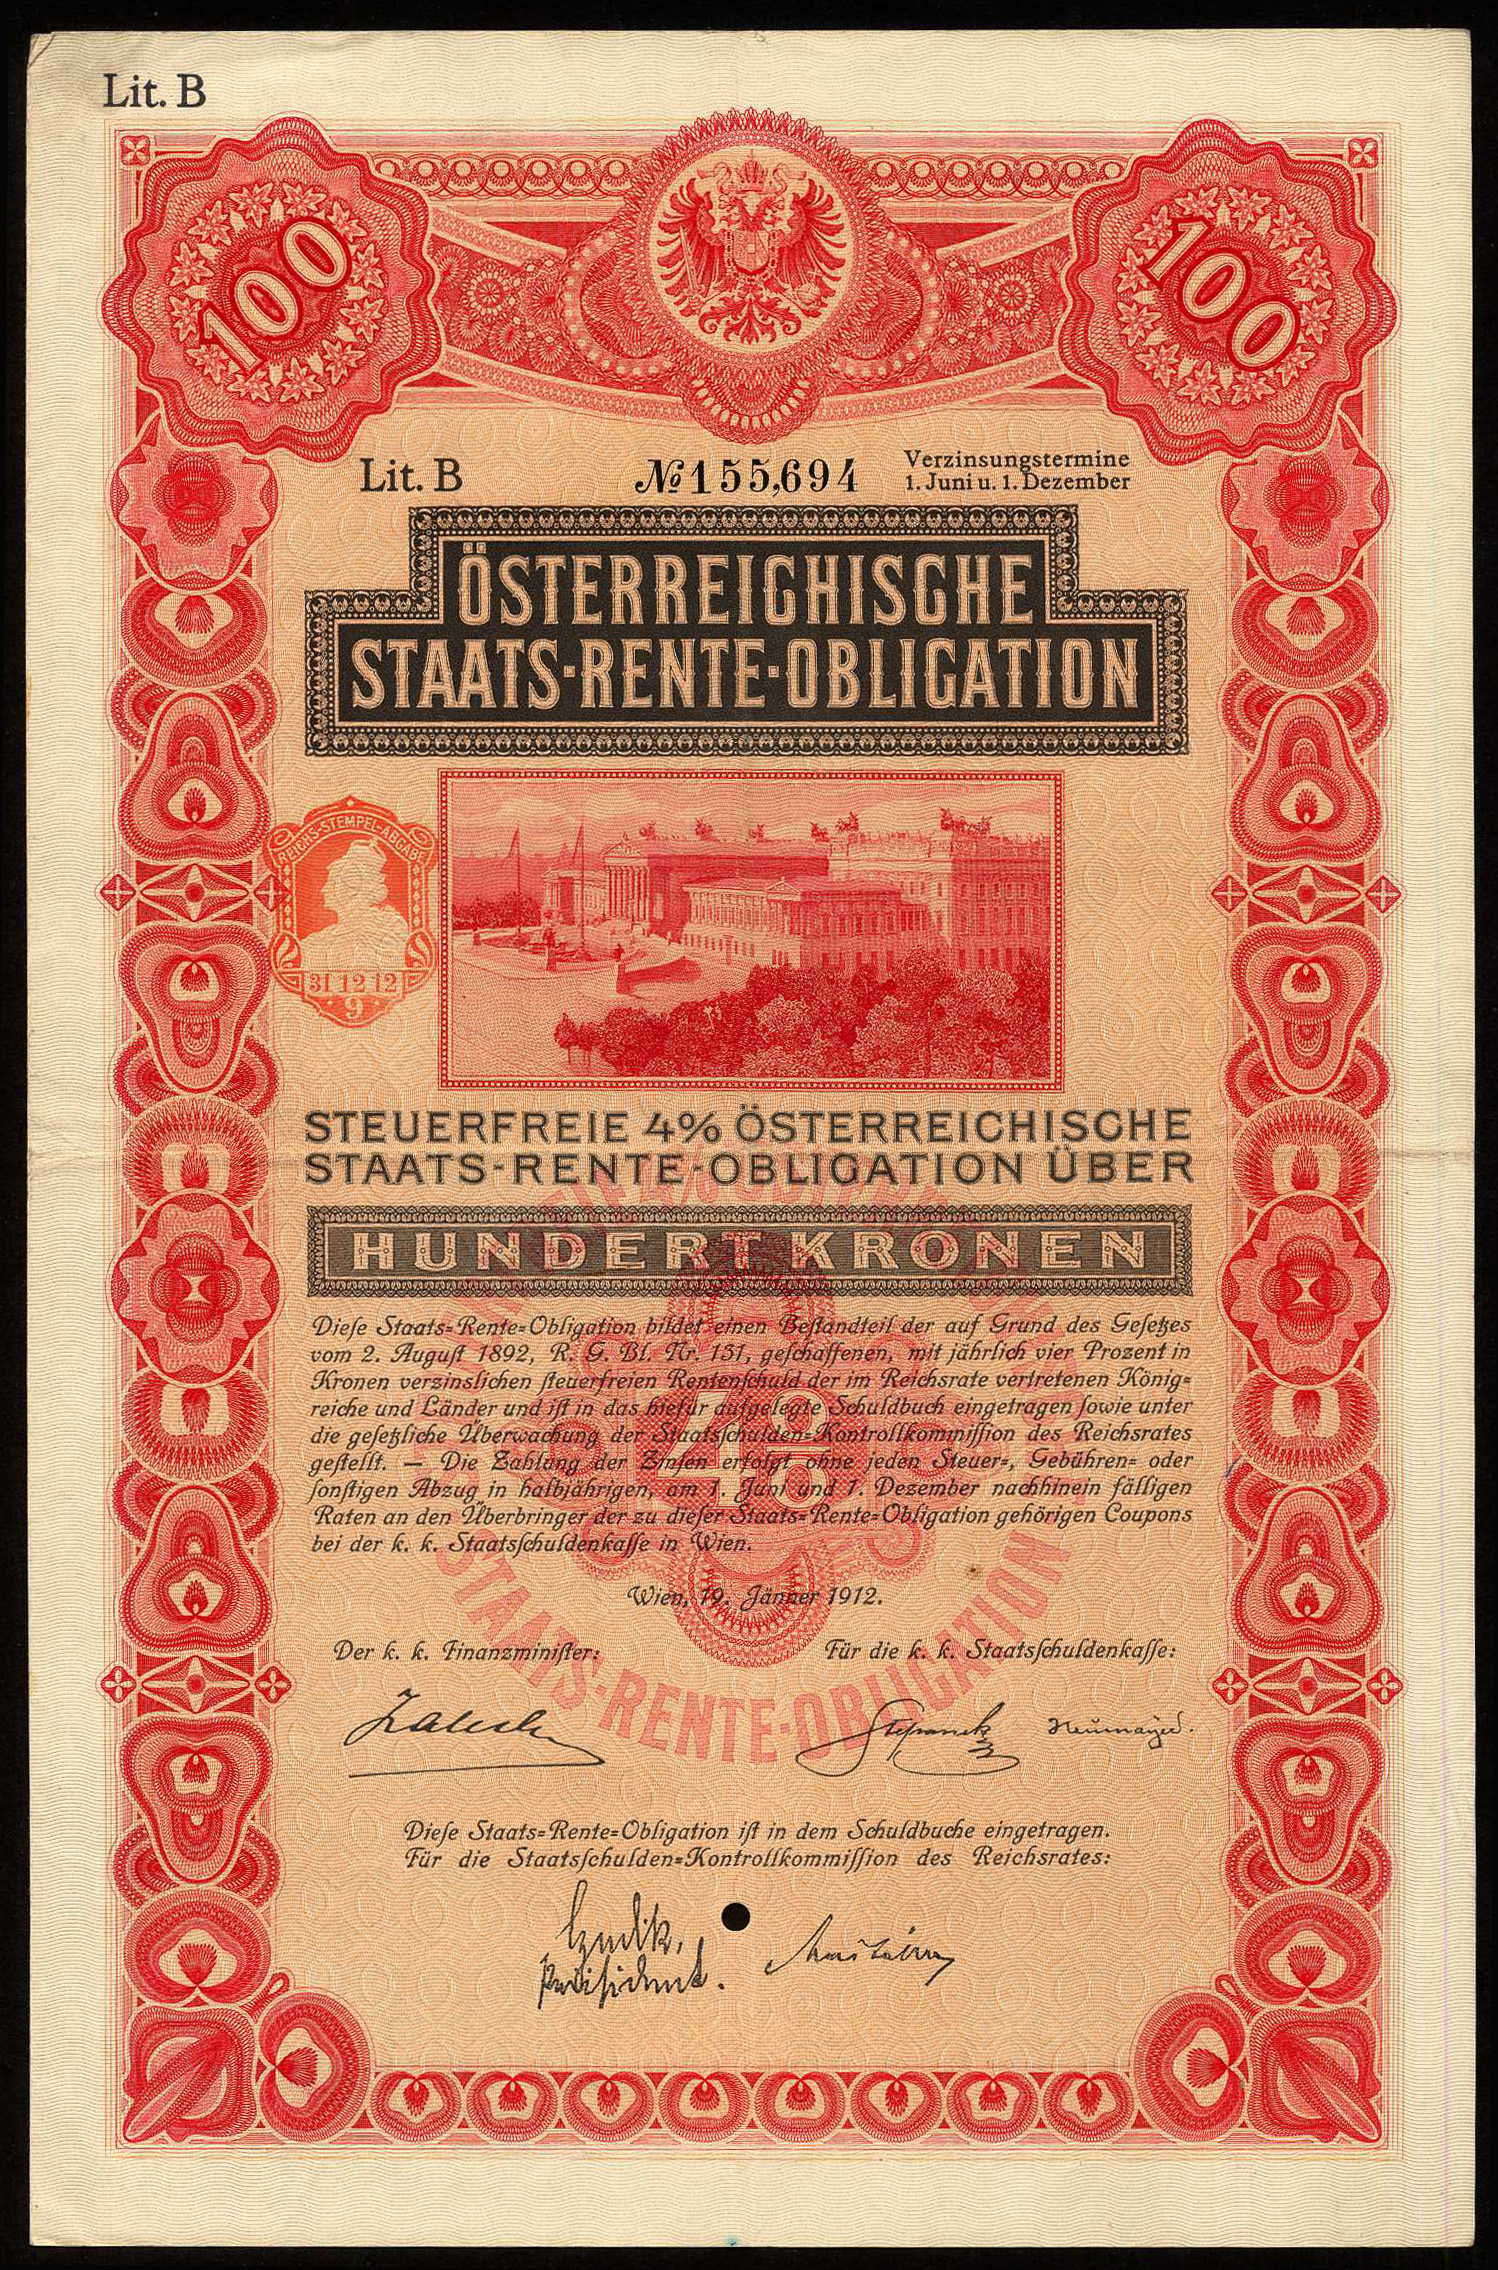 Lit. B
100
100
Lit. B
№ 155,694
Verzinsungstermine
1. Juni u. 1. Dezember
ÖSTERREICHISCHE
STAATS-RENTE-OBLIGATION
REICHS-STEMPEL-ABGABE
31 12 12
9
STEUERFREIE 4% ÖSTERREICHISCHE
STAATS-RENTE-OBLIGATION ÜBER
HUNDERT KRONEN
Dieſe Staats-Rente-Obligation bildet einen Beſtandteil der auf Grund des Geſetzes
vom 2. Auguſt 1892, R. G. Bl. Nr. 131, geſchaffenen, mit jährlich vier Prozent in
Kronen verzinslichen ſteuerfreien Rentenſchuld der im Reichsrate vertretenen König-
reiche und Länder und iſt in das hiefür aufgelegte Schuldbuch eingetragen ſowie unter
die geſetzliche Überwachung der Staatsſchulden-Kontrollkommiſſion des Reichsrates
geſtellt. — Die Zahlung der Zinſen erfolgt ohne jeden Steuer-, Gebühren- oder
ſonſtigen Abzug in halbjährigen, am 1. Juni und 1. Dezember nachhinein fälligen
Raten an den Überbringer der zu dieſer Staats-Rente-Obligation gehörigen Coupons
bei der k. k. Staatsſchuldenkaſſe in Wien.
4%
STAATS-RENTE-OBLIGATION
Wien, 19. Jänner 1912.
Der k. k. Finanzminiſter:
Für die k. k. Staatsſchuldenkaſſe:
Zaleski
Stepanek
Neumayer
Dieſe Staats-Rente-Obligation iſt in dem Schuldbuche eingetragen.
Für die Staatsſchulden-Kontrollkommiſſion des Reichsrates:
Präſident.